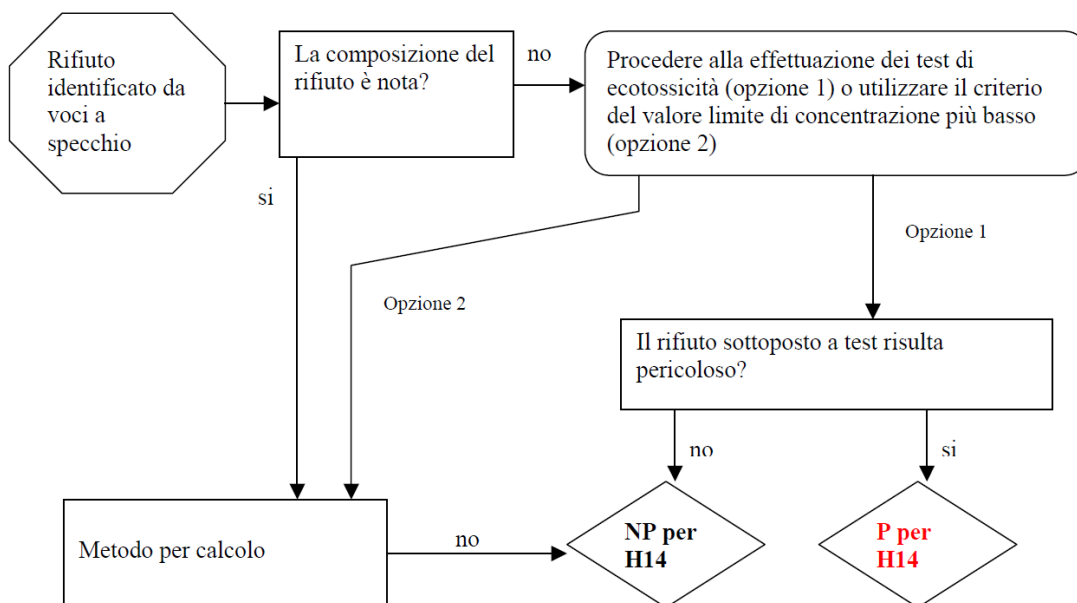 Rifiuto
identificato da
voci a
specchio
La composizione del
rifiuto è nota?
no
Procedere alla effettuazione dei test di
ecotossicità (opzione 1) o utilizzare il criterio
del valore limite di concentrazione più basso
(opzione 2)
si
Opzione 1
Opzione 2
Il rifiuto sottoposto a test risulta
pericoloso?
no
si
Metodo per calcolo
no
NP per
H14
P per
H14